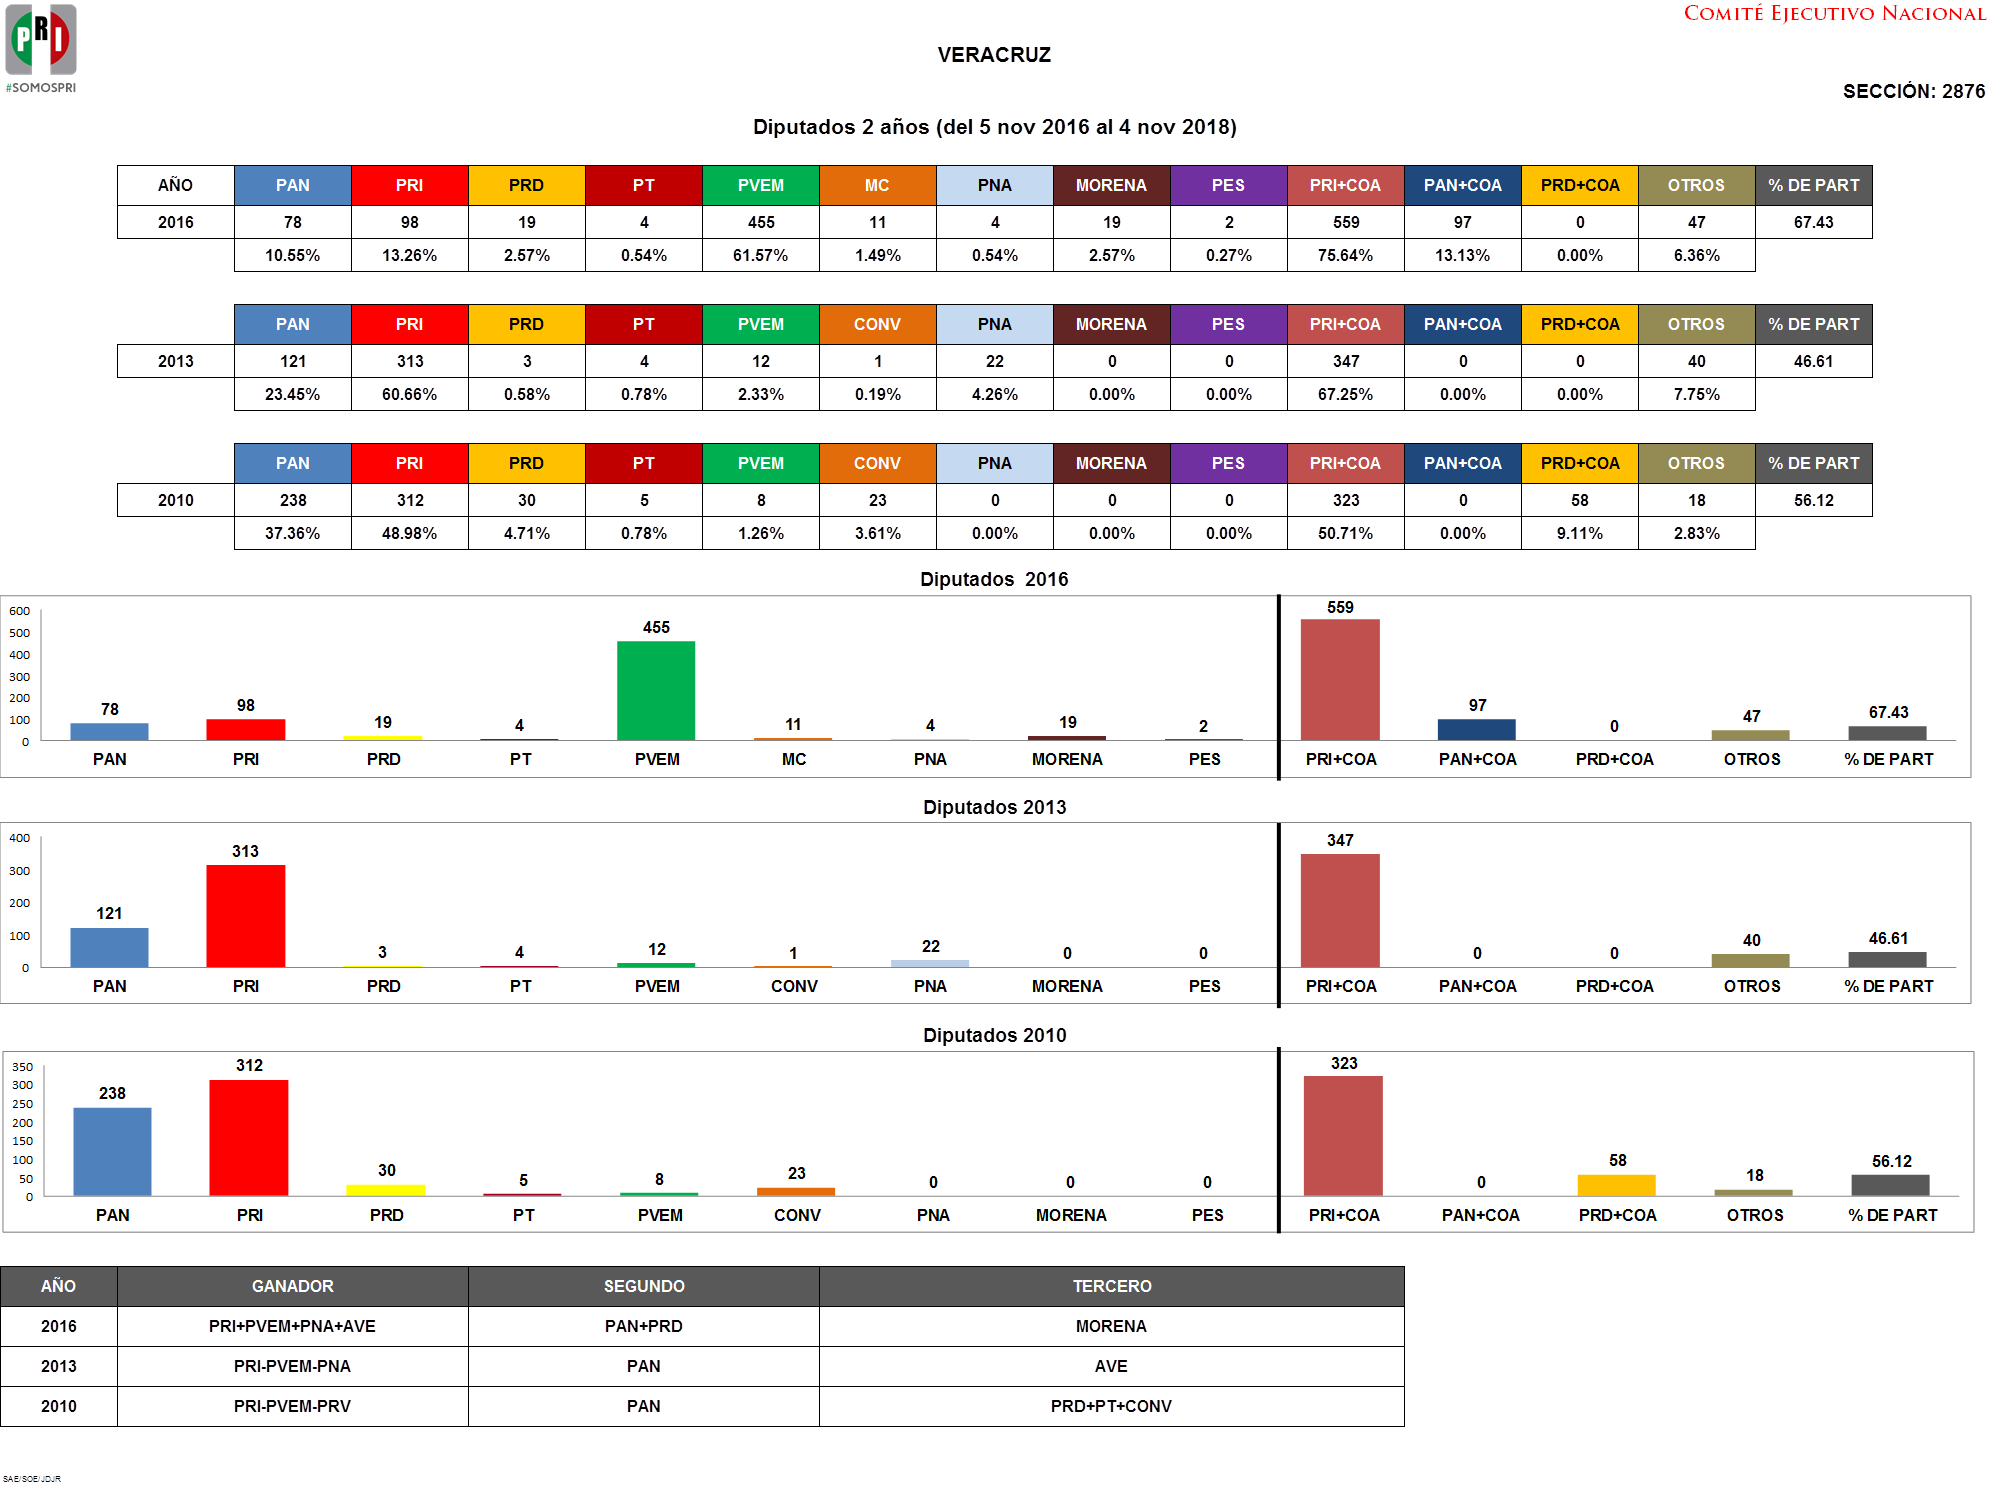 PRI
#SOMOSPRI
COMITÉ EJECUTIVO NACIONAL
VERACRUZ
SECCIÓN: 2876
Diputados 2 años (del 5 nov 2016 al 4 nov 2018)
AÑO PAN PRI PRD PT PVEM MC PNA MORENA PES PRI+COA PAN+COA PRD+COA OTROS % DE PART
2016 78 98 19 4 455 11 4 19 2 559 97 0 47 67.43
10.55% 13.26% 2.57% 0.54% 61.57% 1.49% 0.54% 2.57% 0.27% 75.64% 13.13% 0.00% 6.36%
PAN PRI PRD PT PVEM CONV PNA MORENA PES PRI+COA PAN+COA PRD+COA OTROS % DE PART
2013 121 313 3 4 12 1 22 0 0 347 0 0 40 46.61
23.45% 60.66% 0.58% 0.78% 2.33% 0.19% 4.26% 0.00% 0.00% 67.25% 0.00% 0.00% 7.75%
PAN PRI PRD PT PVEM CONV PNA MORENA PES PRI+COA PAN+COA PRD+COA OTROS % DE PART
2010 238 312 30 5 8 23 0 0 0 323 0 58 18 56.12
37.36% 48.98% 4.71% 0.78% 1.26% 3.61% 0.00% 0.00% 0.00% 50.71% 0.00% 9.11% 2.83%
Diputados  2016
600
500
400
300
200
100
0
78 98 19 4 455 11 4 19 2 559 97 0 47 67.43
PAN PRI PRD PT PVEM MC PNA MORENA PES PRI+COA PAN+COA PRD+COA OTROS % DE PART
Diputados 2013
400
300
200
100
0
121 313 3 4 12 1 22 0 0 347 0 0 40 46.61
PAN PRI PRD PT PVEM CONV PNA MORENA PES PRI+COA PAN+COA PRD+COA OTROS % DE PART
Diputados 2010
350
300
250
200
150
100
50
0
238 312 30 5 8 23 0 0 0 323 0 58 18 56.12
PAN PRI PRD PT PVEM CONV PNA MORENA PES PRI+COA PAN+COA PRD+COA OTROS % DE PART
AÑO GANADOR SEGUNDO TERCERO
2016 PRI+PVEM+PNA+AVE PAN+PRD MORENA
2013 PRI-PVEM-PNA PAN AVE
2010 PRI-PVEM-PRV PAN PRD+PT+CONV
SAE/SOE/JDJR